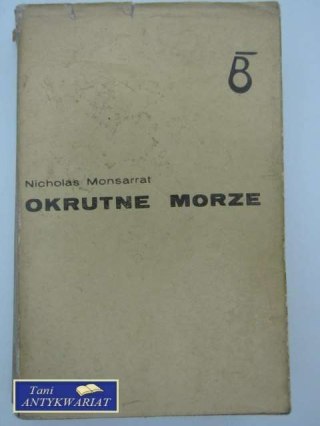 B
Nicholas Monsarrat
OKRUTNE MORZE
Tani
ANTYKWARIAT